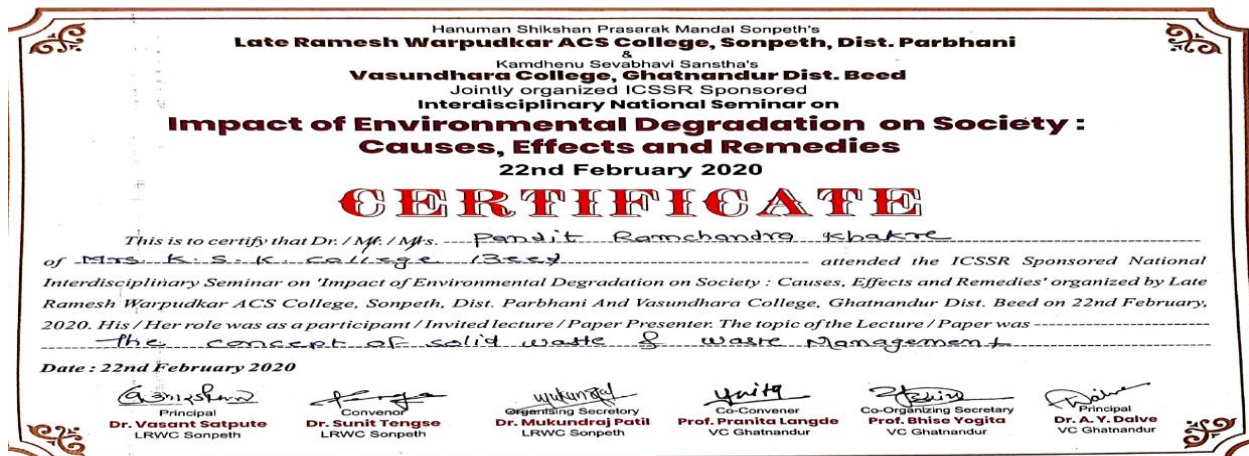 Hanuman Shikshan Prasarak Mandal Sonpeth's
Late Ramesh Warpudkar ACS College, Sonpeth, Dist. Parbhani
&
Kamdhenu Sevabhavi Sanstha's
Vasundhara College, Ghatnandur Dist. Beed
Jointly organized ICSSR Sponsored
Interdisciplinary National Seminar on
Impact of Environmental Degradation on Society :
Causes, Effects and Remedies
22nd February 2020
CERTIFICATE
This is to certify that Dr. / Mr. / Mrs. Pandit Ramchandra Khakre
of Mrs. K. S. K. College Beed attended the ICSSR Sponsored National
Interdisciplinary Seminar on 'Impact of Environmental Degradation on Society : Causes, Effects and Remedies' organized by Late
Ramesh Warpudkar ACS College, Sonpeth, Dist. Parbhani And Vasundhara College, Ghatnandur Dist. Beed on 22nd February,
2020. His / Her role was as a participant / Invited lecture / Paper Presenter. The topic of the Lecture / Paper was
the concept of solid waste & waste Management
Date : 22nd February 2020
Principal Convenor Organising Secretary Co-Convener Co-Organizing Secretary Principal
Dr. Vasant Satpute Dr. Sunit Tengse Dr. Mukundraj Patil Prof. Pranita Langde Prof. Bhise Yogita Dr. A. Y. Dalve
LRWC Sonpeth LRWC Sonpeth LRWC Sonpeth VC Ghatnandur VC Ghatnandur VC Ghatnandur